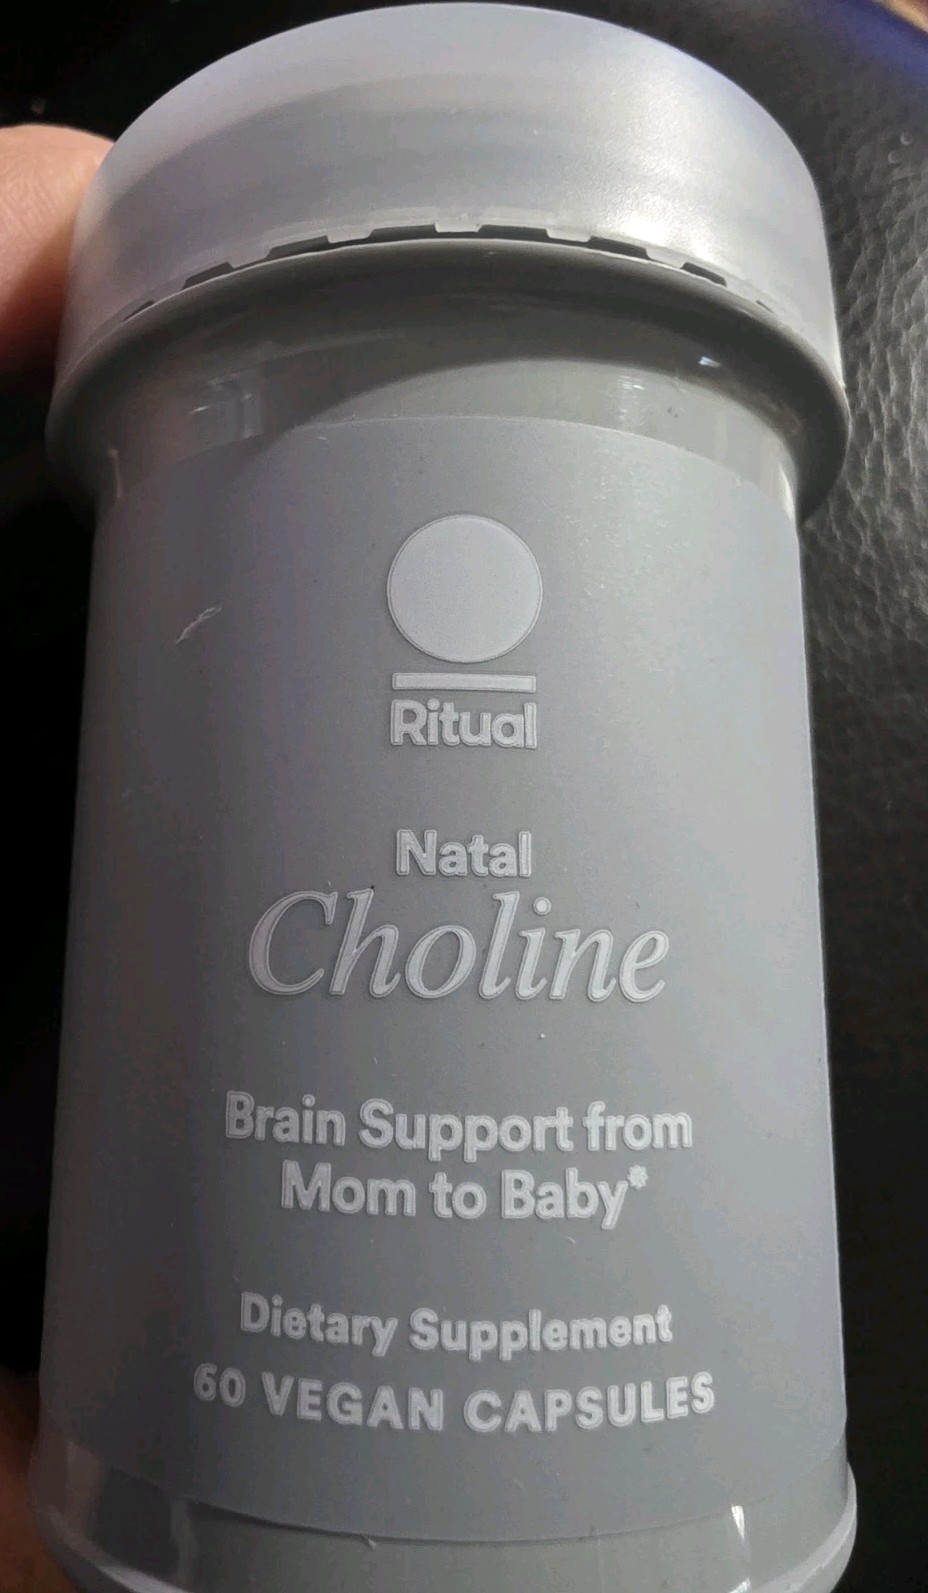 Ritual
Natal
Choline
Brain Support from
Mom to Baby*
Dietary Supplement
60 VEGAN CAPSULES